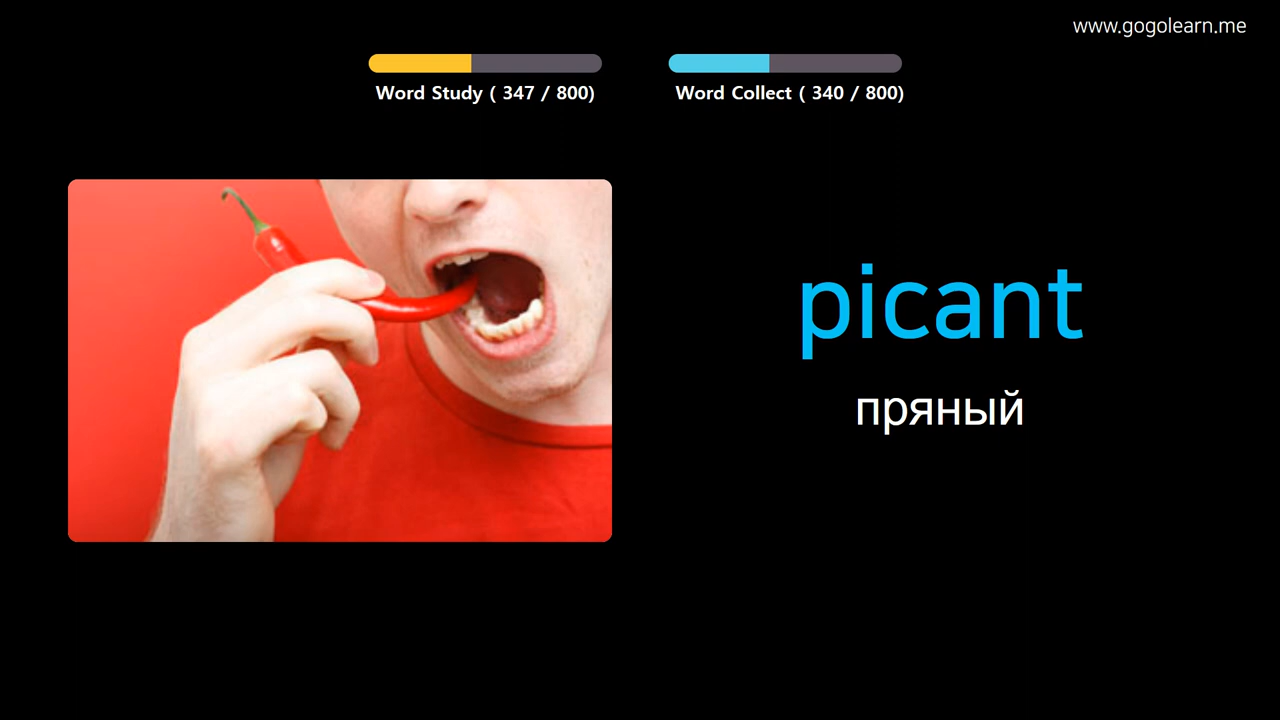 www.gogolearn.me
Word Study ( 347 / 800)
Word Collect ( 340 / 800)
picant
пряный